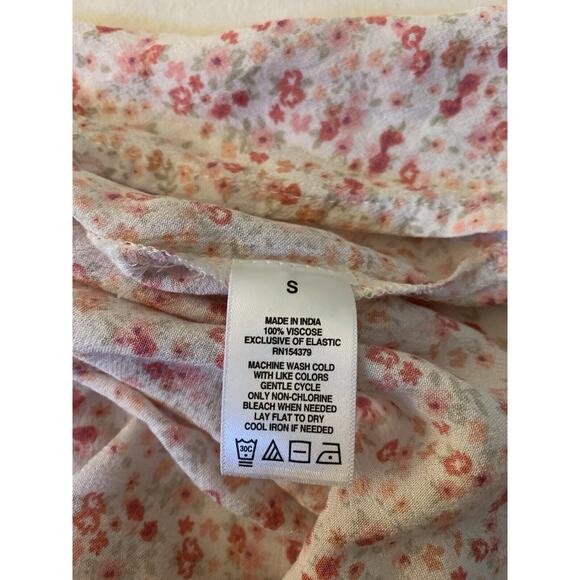 S
MADE IN INDIA
100% VISCOSE
EXCLUSIVE OF ELASTIC
RN154379
MACHINE WASH COLD
WITH LIKE COLORS
GENTLE CYCLE
ONLY NON-CHLORINE
BLEACH WHEN NEEDED
LAY FLAT TO DRY
COOL IRON IF NEEDED
30C